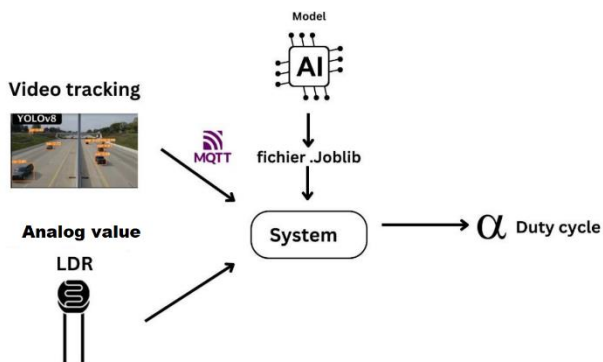 Model
AI
Video tracking
YOLOv8
MQTT
fichier .Joblib
Analog value
System
α Duty cycle
LDR